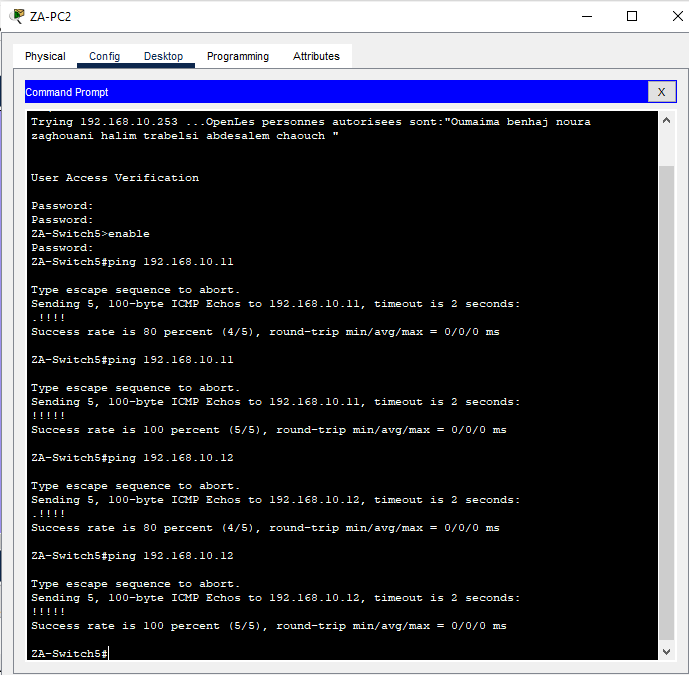 ZA-PC2
Physical Config Desktop Programming Attributes
Command Prompt X
Trying 192.168.10.253 ...OpenLes personnes autorisees sont:"Oumaima benhaj noura
zaghouani halim trabelsi abdesalem chaouch "
User Access Verification
Password:
Password:
ZA-Switch5>enable
Password:
ZA-Switch5#ping 192.168.10.11
Type escape sequence to abort.
Sending 5, 100-byte ICMP Echos to 192.168.10.11, timeout is 2 seconds:
.!!!!
Success rate is 80 percent (4/5), round-trip min/avg/max = 0/0/0 ms
ZA-Switch5#ping 192.168.10.11
Type escape sequence to abort.
Sending 5, 100-byte ICMP Echos to 192.168.10.11, timeout is 2 seconds:
!!!!!
Success rate is 100 percent (5/5), round-trip min/avg/max = 0/0/0 ms
ZA-Switch5#ping 192.168.10.12
Type escape sequence to abort.
Sending 5, 100-byte ICMP Echos to 192.168.10.12, timeout is 2 seconds:
.!!!!
Success rate is 80 percent (4/5), round-trip min/avg/max = 0/0/0 ms
ZA-Switch5#ping 192.168.10.12
Type escape sequence to abort.
Sending 5, 100-byte ICMP Echos to 192.168.10.12, timeout is 2 seconds:
!!!!!
Success rate is 100 percent (5/5), round-trip min/avg/max = 0/0/0 ms
ZA-Switch5#